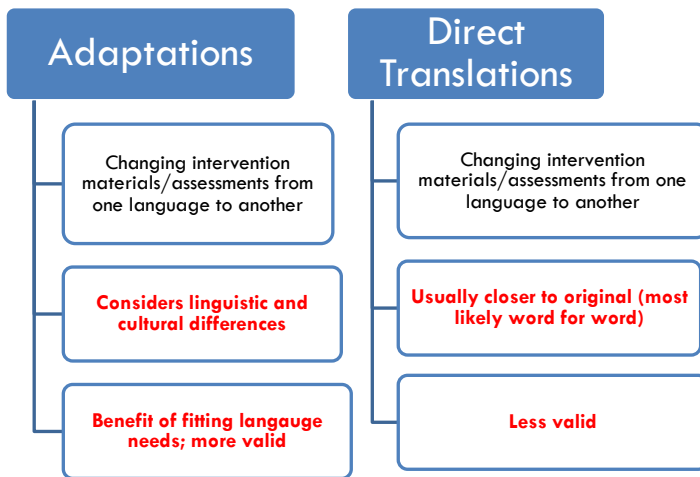 Adaptations
Changing intervention
materials/assessments from
one language to another
Considers linguistic and
cultural differences
Benefit of fitting langauge
needs; more valid
Direct
Translations
Changing intervention
materials/assessments from one
language to another
Usually closer to original (most
likely word for word)
Less valid